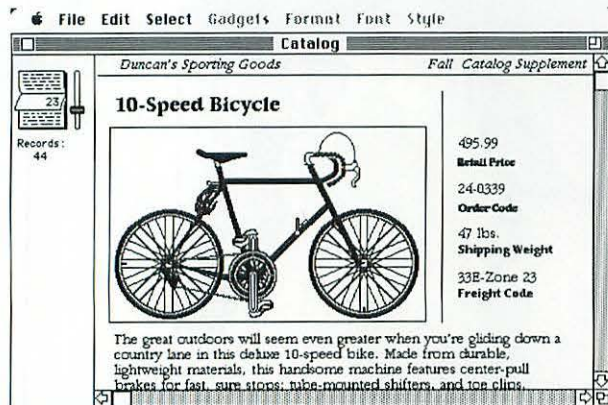 File Edit Select Gadgets Format Font Style
Catalog
Duncan's Sporting Goods Fall Catalog Supplement
23
Records:
44
10-Speed Bicycle
495.99
Retail Price
24-0339
Order Code
47 lbs.
Shipping Weight
33E-Zone 23
Freight Code
The great outdoors will seem even greater when you're gliding down a
country lane in this deluxe 10-speed bike. Made from durable,
lightweight materials, this handsome machine features center-pull
brakes for fast, sure stops; tube-mounted shifters, and toe clips.